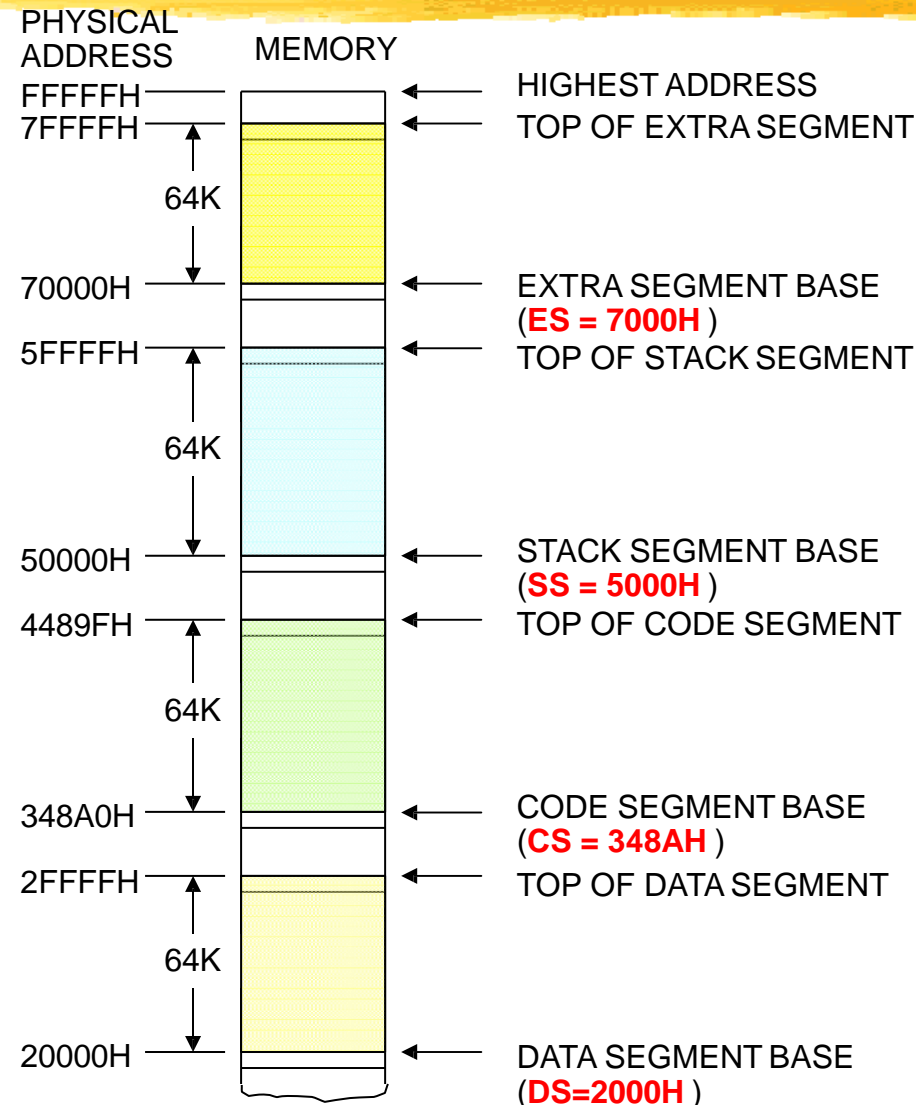 PHYSICAL
ADDRESS
MEMORY
FFFFFH
HIGHEST ADDRESS
7FFFFH
TOP OF EXTRA SEGMENT
64K
70000H
EXTRA SEGMENT BASE
(ES = 7000H )
5FFFFH
TOP OF STACK SEGMENT
64K
50000H
STACK SEGMENT BASE
(SS = 5000H )
4489FH
TOP OF CODE SEGMENT
64K
348A0H
CODE SEGMENT BASE
(CS = 348AH )
2FFFFH
TOP OF DATA SEGMENT
64K
20000H
DATA SEGMENT BASE
(DS=2000H )